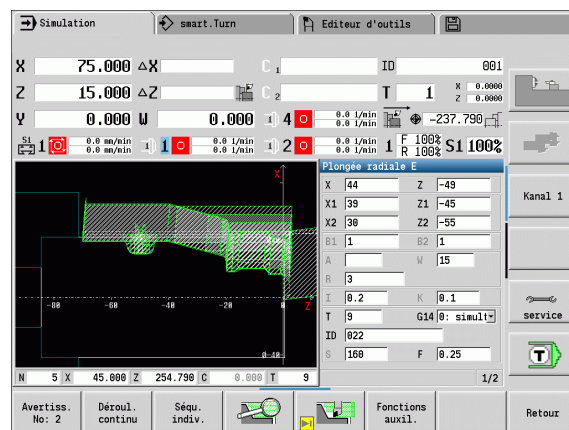 Simulation smart.Turn Editeur d'outils
X 75.000 △X C 1 ID 001
Z 15.000 △Z C 2 T 1 X 0.0000
Z 0.0000
Y 0.000 W 0.000 4 0.0 1/min
0.0 1/min -237.790
S1 1 0.0 mm/min
0.0 mm/min 1 0.0 1/min
0.0 1/min 2 0.0 1/min
0.0 1/min 1 F 100%
R 100% S1 100%
Kanal 1
service
T
X
-80 -60 -40 -20 Z
Plongée radiale E
X 44 Z -49
X1 39 Z1 -45
X2 30 Z2 -55
B1 1 B2 1
A W 15
R 3
I 0.2 K 0.1
T 9 G14 0: simult
ID 022
S 160 F 0.25
1/2
N 5 X 45.000 Z 254.790 C 0.000 T 9
Avertiss.
No: 2
Déroul.
continu
Séqu.
indiv.
Fonctions
auxil.
Retour